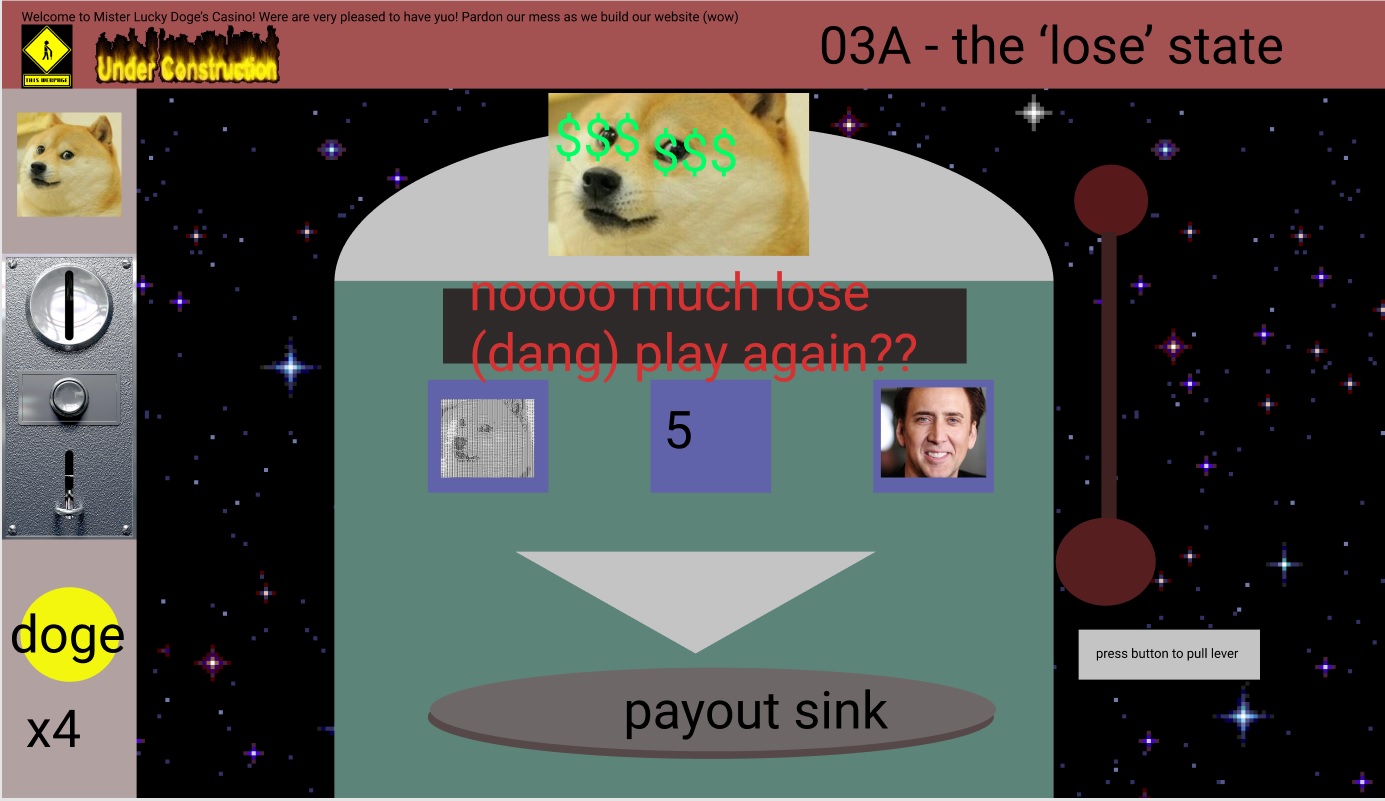 Welcome to Mister Lucky Doge's Casino! Were are very pleased to have yuo! Pardon our mess as we build our website (wow)
03A - the ‘lose’ state
THIS WEBPAGE
Under Construction
$$$ $$$
noooo much lose
(dang) play again??
5
doge
x4
press button to pull lever
payout sink